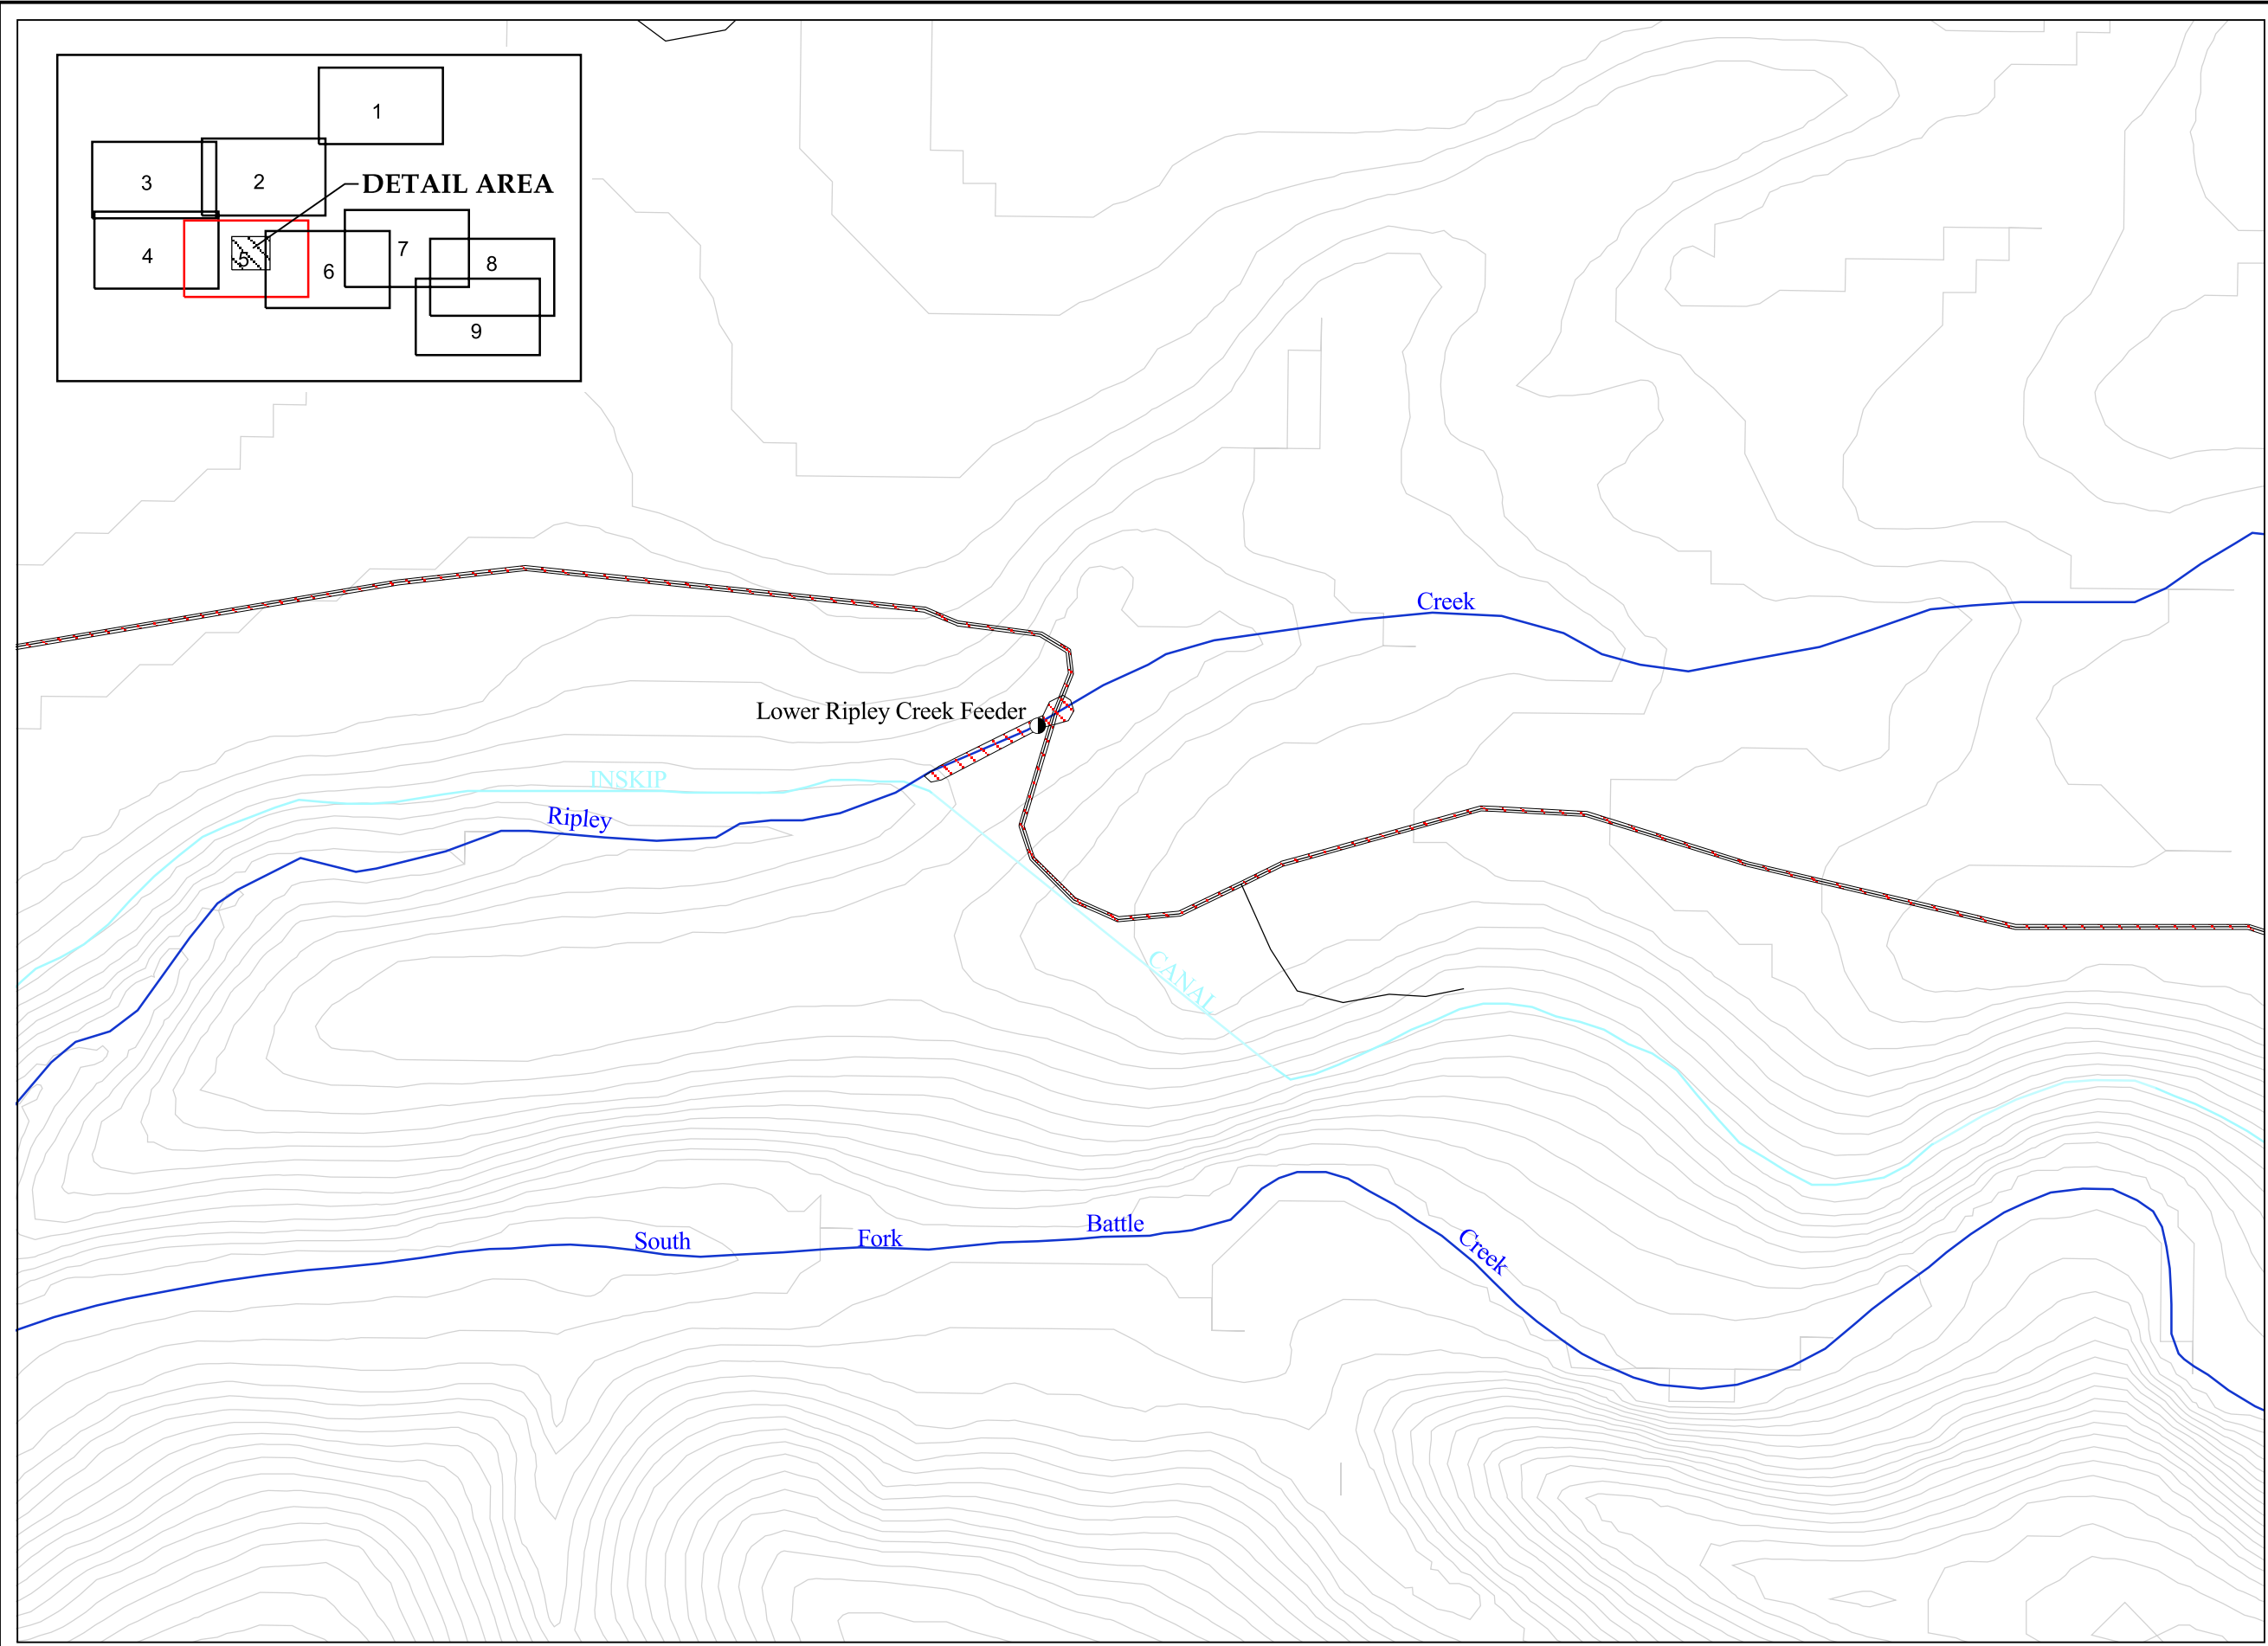 1
3
2
DETAIL AREA
4
5
6
7
8
9
Creek
Lower Ripley Creek Feeder
INSKIP
Ripley
CANAL
South
Fork
Battle
Creek